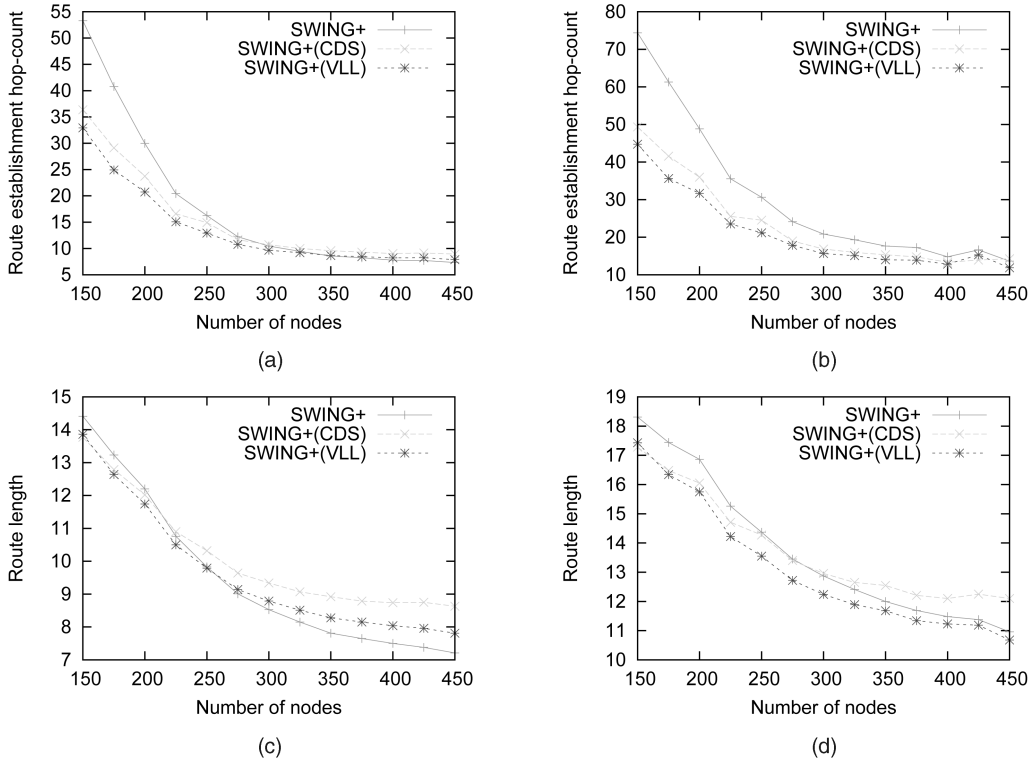 55
50
45
40
35
30
25
20
15
10
5
Route establishment hop-count
SWING+
SWING+(CDS)
SWING+(VLL)
150 200 250 300 350 400 450
Number of nodes
(a)
80
70
60
50
40
30
20
10
Route establishment hop-count
SWING+
SWING+(CDS)
SWING+(VLL)
150 200 250 300 350 400 450
Number of nodes
(b)
15
14
13
12
11
10
9
8
7
Route length
SWING+
SWING+(CDS)
SWING+(VLL)
150 200 250 300 350 400 450
Number of nodes
(c)
19
18
17
16
15
14
13
12
11
10
Route length
SWING+
SWING+(CDS)
SWING+(VLL)
150 200 250 300 350 400 450
Number of nodes
(d)